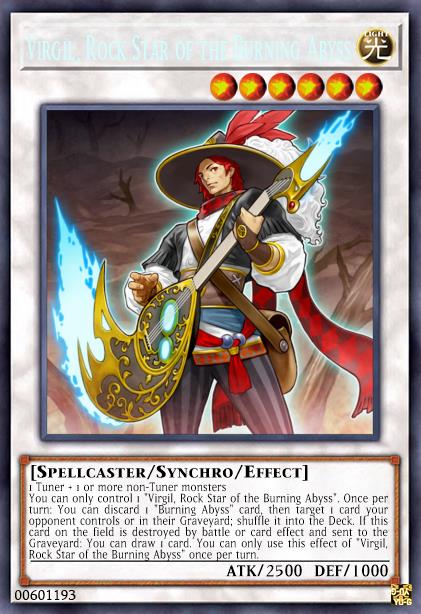 Virgil, Rock Star of the Burning Abyss
LIGHT
光
[Spellcaster/Synchro/Effect]
1 Tuner + 1 or more non-Tuner monsters
You can only control 1 "Virgil, Rock Star of the Burning Abyss". Once per
turn: You can discard 1 "Burning Abyss" card, then target 1 card your
opponent controls or in their Graveyard; shuffle it into the Deck. If this
card on the field is destroyed by battle or card effect and sent to the
Graveyard: You can draw 1 card. You can only use this effect of "Virgil,
Rock Star of the Burning Abyss" once per turn.
ATK/2500 DEF/1000
00601193